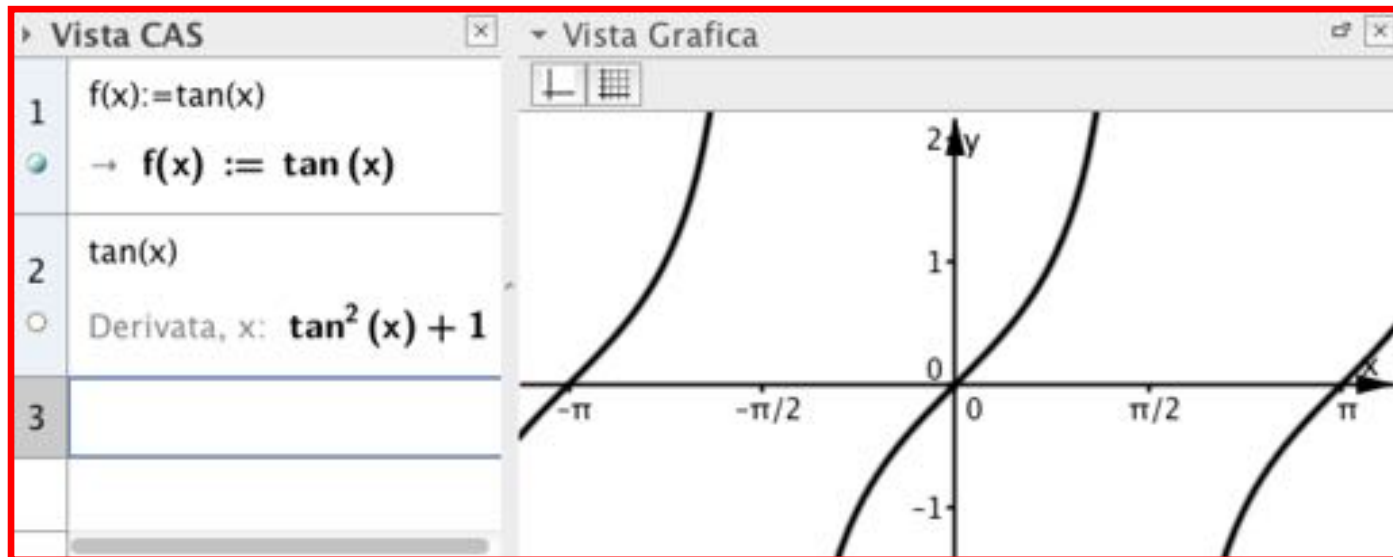 Vista CAS
1
f(x):=tan(x)
→ f(x) := tan (x)
2
tan(x)
Derivata, x: tan² (x) + 1
3
Vista Grafica
2
y
1
0
-π
-π/2
0
π/2
π
x
-1